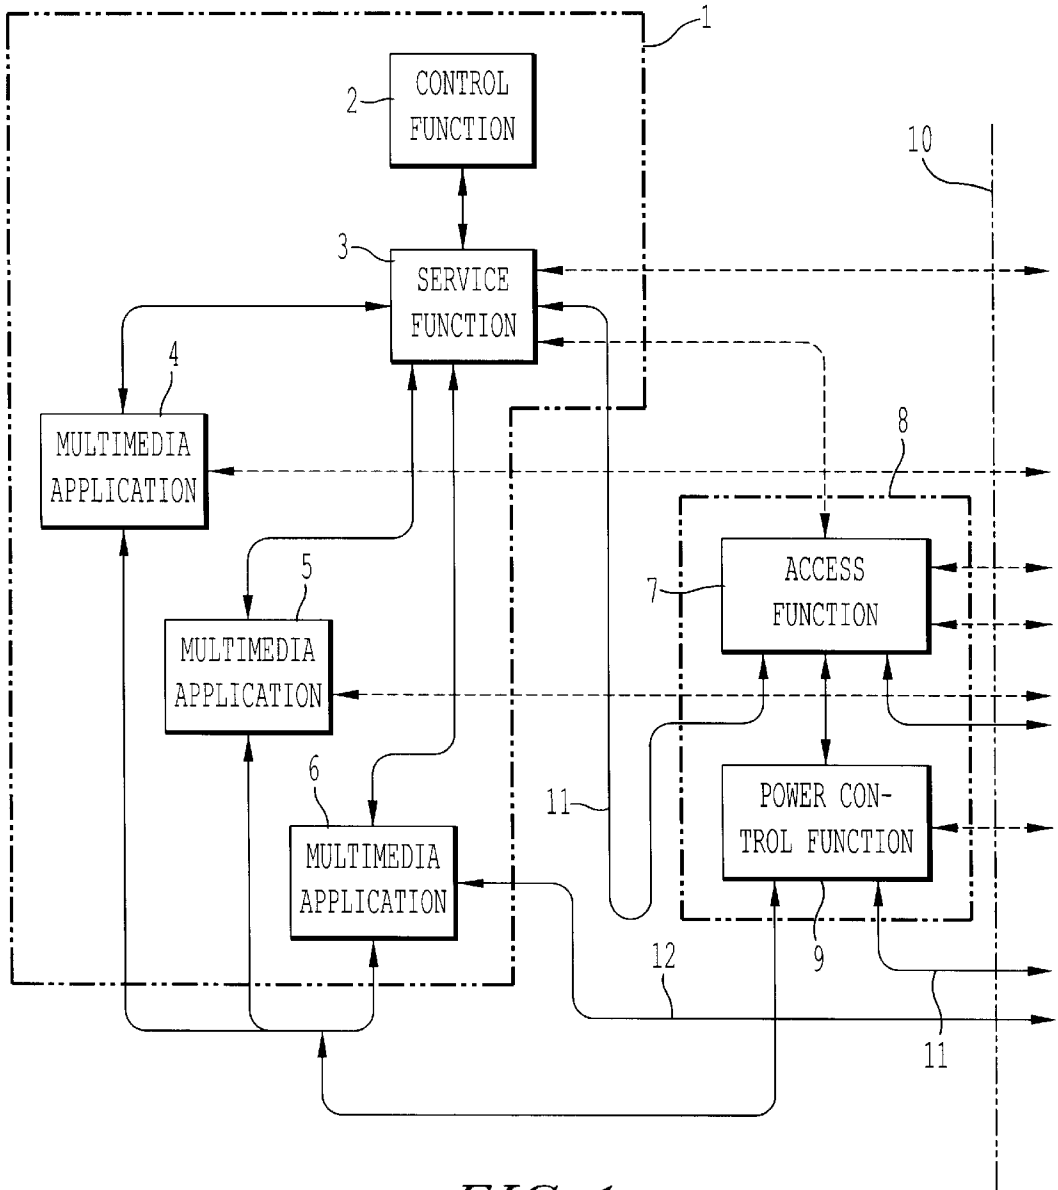 1
2
CONTROL
FUNCTION
10
3
SERVICE
FUNCTION
4
MULTIMEDIA
APPLICATION
8
7
ACCESS
FUNCTION
5
MULTIMEDIA
APPLICATION
6
MULTIMEDIA
APPLICATION
11
POWER CON-
TROL FUNCTION
9
12
11